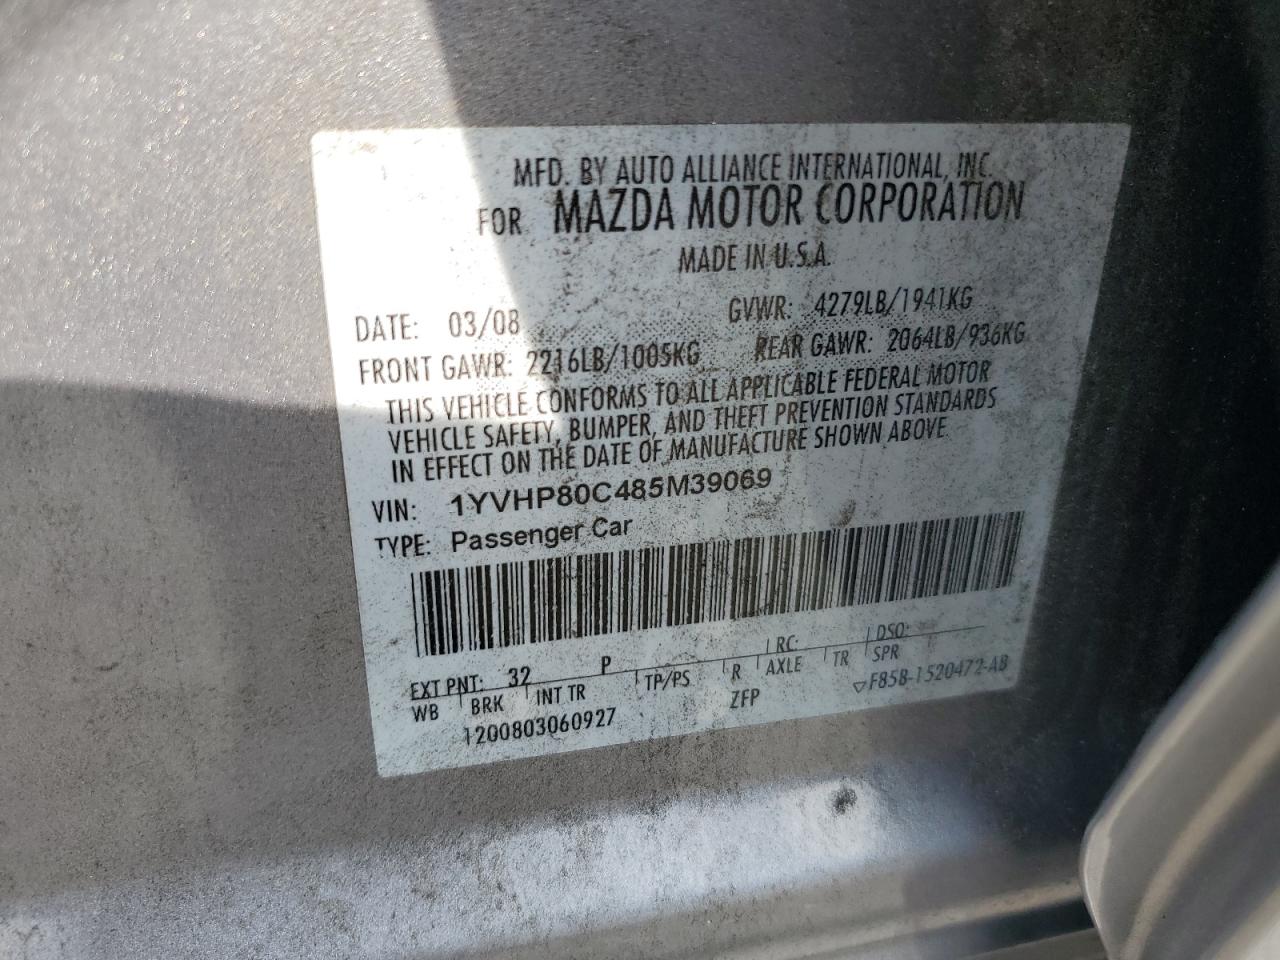 MFD. BY AUTO ALLIANCE INTERNATIONAL, INC.
FOR MAZDA MOTOR CORPORATION
MADE IN U.S.A.
DATE: 03/08 GVWR: 4279LB/1941KG
FRONT GAWR: 2216LB/1005KG REAR GAWR: 2064LB/936KG
THIS VEHICLE CONFORMS TO ALL APPLICABLE FEDERAL MOTOR
VEHICLE SAFETY, BUMPER, AND THEFT PREVENTION STANDARDS
IN EFFECT ON THE DATE OF MANUFACTURE SHOWN ABOVE
VIN: 1YVHP80C485M39069
TYPE: Passenger Car
EXT PNT: 32 P RC: DSO:
WB BRK INT TR TP/PS R AXLE TR SPR
1200803060927 ZFP ▽F85B-1520472-AB